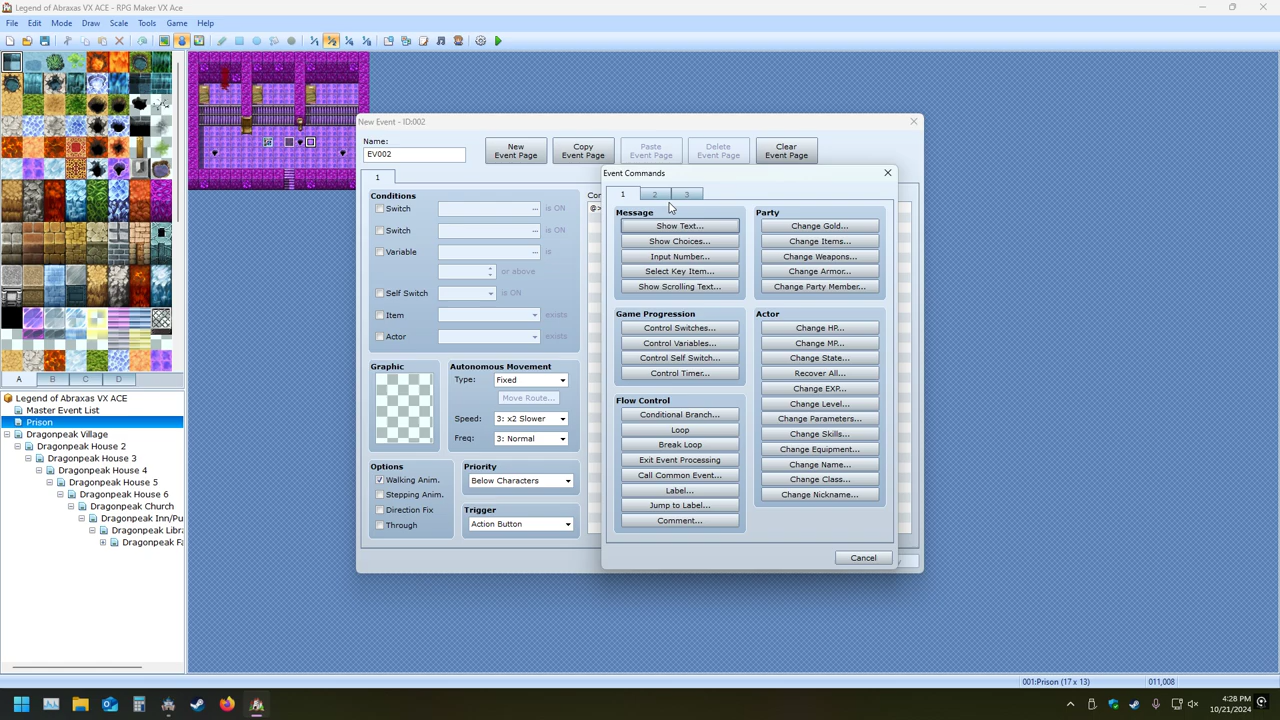 Legend of Abraxas VX ACE - RPG Maker VX Ace
File Edit Mode Draw Scale Tools Game Help
New Event - ID:002
Name:
EV002
New Event Page
Copy Event Page
Paste Event Page
Delete Event Page
Clear Event Page
1
Conditions
Switch ... is ON
Switch ... is ON
Variable ... is
or above
Self Switch is ON
Item exists
Actor exists
Graphic
Autonomous Movement
Type: Fixed
Move Route...
Speed: 3: x2 Slower
Freq: 3: Normal
Options
Walking Anim.
Stepping Anim.
Direction Fix
Through
Priority
Below Characters
Trigger
Action Button
@>
Event Commands
1 2 3
Message
Show Text...
Show Choices...
Input Number...
Select Key Item...
Show Scrolling Text...
Game Progression
Control Switches...
Control Variables...
Control Self Switch...
Control Timer...
Flow Control
Conditional Branch...
Loop
Break Loop
Exit Event Processing
Call Common Event...
Label...
Jump to Label...
Comment...
Party
Change Gold...
Change Items...
Change Weapons...
Change Armor...
Change Party Member...
Actor
Change HP...
Change MP...
Change State...
Recover All...
Change EXP...
Change Level...
Change Parameters...
Change Skills...
Change Equipment...
Change Name...
Change Class...
Change Nickname...
Cancel
A B C D
Legend of Abraxas VX ACE
Master Event List
Prison
Dragonpeak Village
Dragonpeak House 2
Dragonpeak House 3
Dragonpeak House 4
Dragonpeak House 5
Dragonpeak House 6
Dragonpeak Church
Dragonpeak Inn/Pu
Dragonpeak Libr
Dragonpeak Fa
001:Prison (17 x 13) 011,008
4:28 PM
10/21/2024